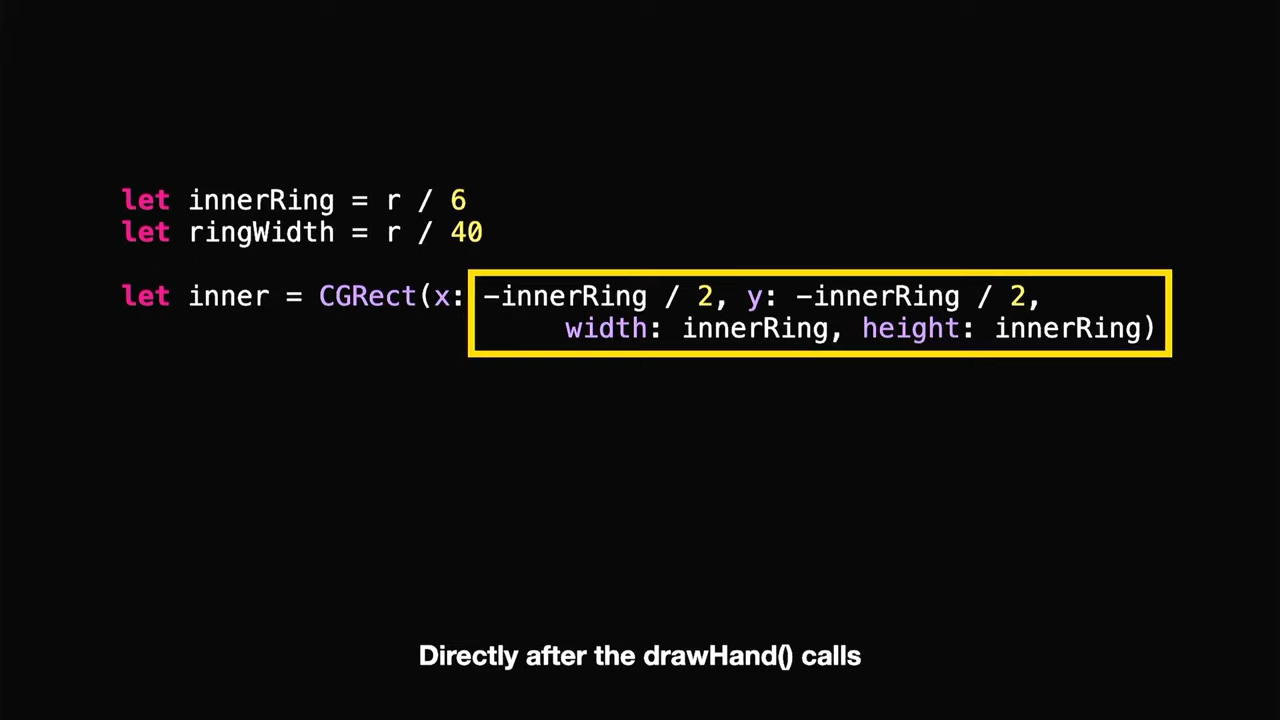 let innerRing = r / 6
let ringWidth = r / 40
let inner = CGRect(x: -innerRing / 2, y: -innerRing / 2,
width: innerRing, height: innerRing)
Directly after the drawHand() calls